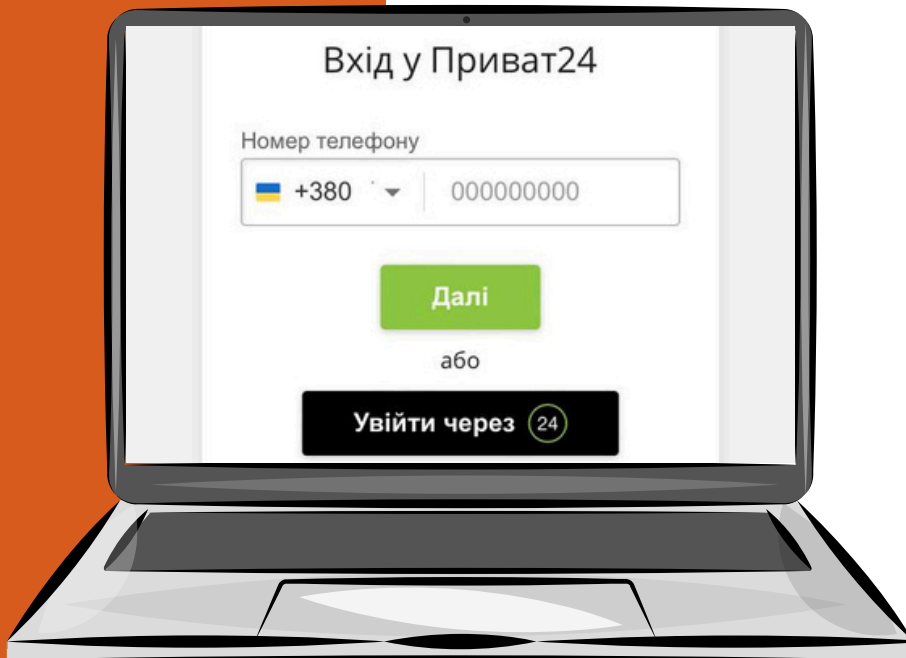 Вхід у Приват24
Номер телефону
+380 000000000
Далі
або
Увійти через 24